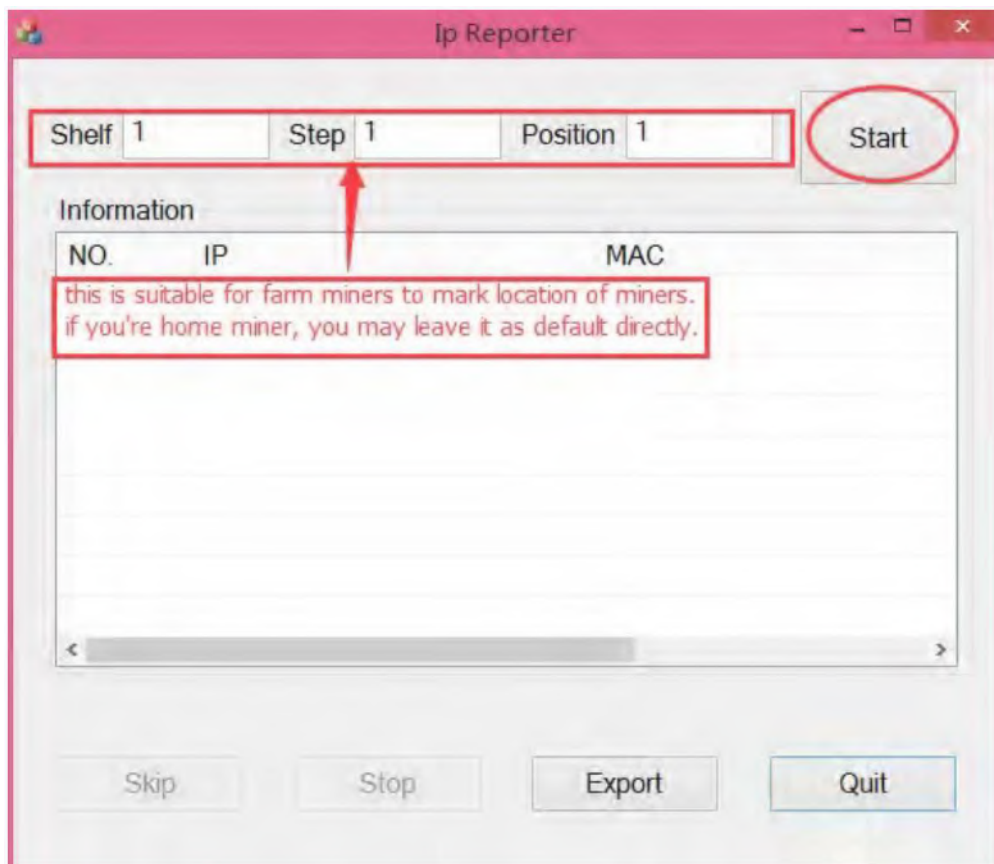 Ip Reporter
Shelf 1 Step 1 Position 1 Start
Information
NO. IP MAC
this is suitable for farm miners to mark location of miners.
if you're home miner, you may leave it as default directly.
Skip Stop Export Quit